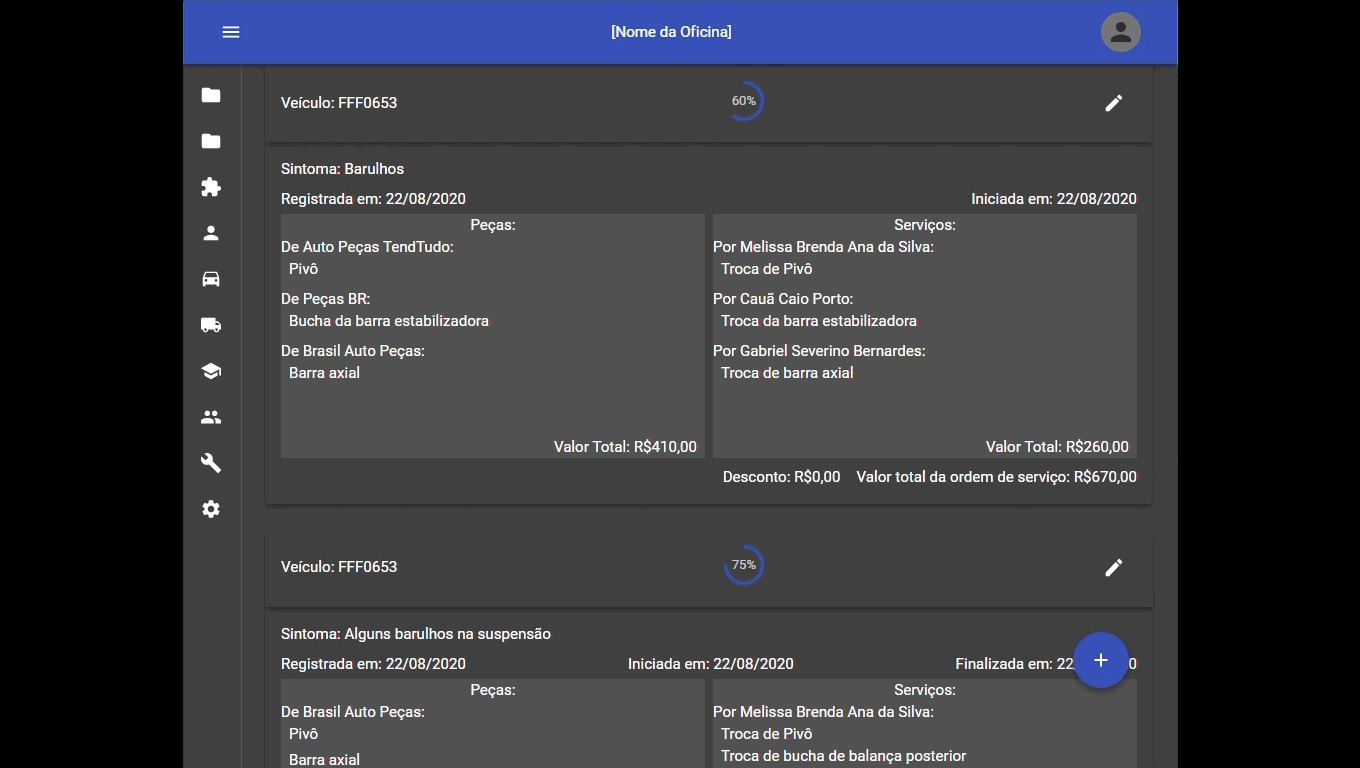 [Nome da Oficina]
Veículo: FFF0653
60%
Sintoma: Barulhos
Registrada em: 22/08/2020
Iniciada em: 22/08/2020
Peças:
De Auto Peças TendTudo:
Pivô
De Peças BR:
Bucha da barra estabilizadora
De Brasil Auto Peças:
Barra axial
Valor Total: R$410,00
Serviços:
Por Melissa Brenda Ana da Silva:
Troca de Pivô
Por Cauã Caio Porto:
Troca da barra estabilizadora
Por Gabriel Severino Bernardes:
Troca de barra axial
Valor Total: R$260,00
Desconto: R$0,00 Valor total da ordem de serviço: R$670,00
Veículo: FFF0653
75%
Sintoma: Alguns barulhos na suspensão
Registrada em: 22/08/2020
Iniciada em: 22/08/2020
Finalizada em: 22
Peças:
De Brasil Auto Peças:
Pivô
Barra axial
Serviços:
Por Melissa Brenda Ana da Silva:
Troca de Pivô
Troca de bucha de balança posterior